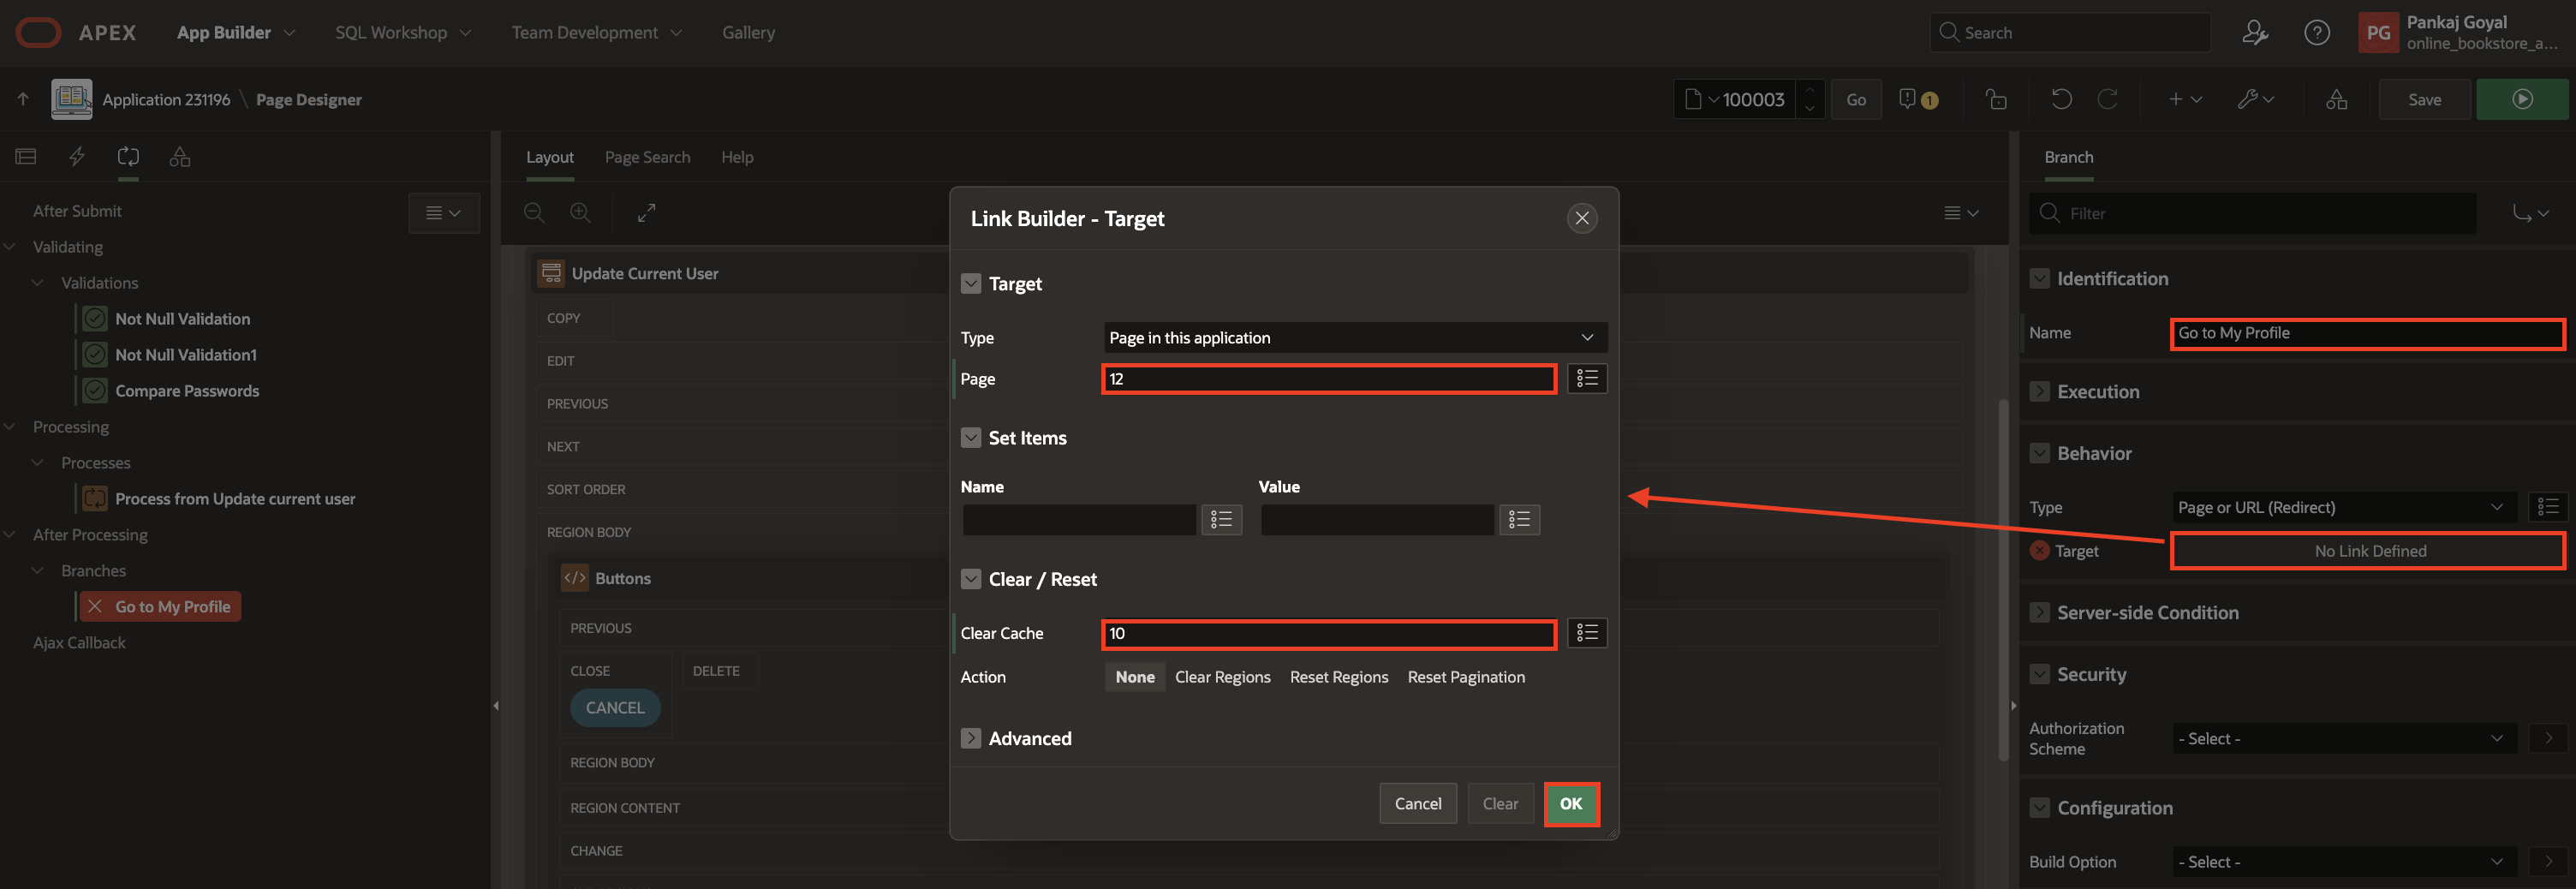 APEX App Builder SQL Workshop Team Development Gallery Search PG Pankaj Goyal
online_bookstore_a...
Application 231196 \ Page Designer 100003 Go 1 Save
After Submit
Validating
Validations
Not Null Validation
Not Null Validation1
Compare Passwords
Processing
Processes
Process from Update current user
After Processing
Branches
Go to My Profile
Ajax Callback
Layout Page Search Help
Update Current User
COPY
EDIT
PREVIOUS
NEXT
SORT ORDER
REGION BODY
Buttons
PREVIOUS
CLOSE DELETE
CANCEL
REGION BODY
REGION CONTENT
CHANGE
Link Builder - Target
Target
Type Page in this application
Page 12
Set Items
Name Value
Clear / Reset
Clear Cache 10
Action None Clear Regions Reset Regions Reset Pagination
Advanced
Cancel Clear OK
Branch
Filter
Identification
Name Go to My Profile
Execution
Behavior
Type Page or URL (Redirect)
Target No Link Defined
Server-side Condition
Security
Authorization
Scheme - Select -
Configuration
Build Option - Select -